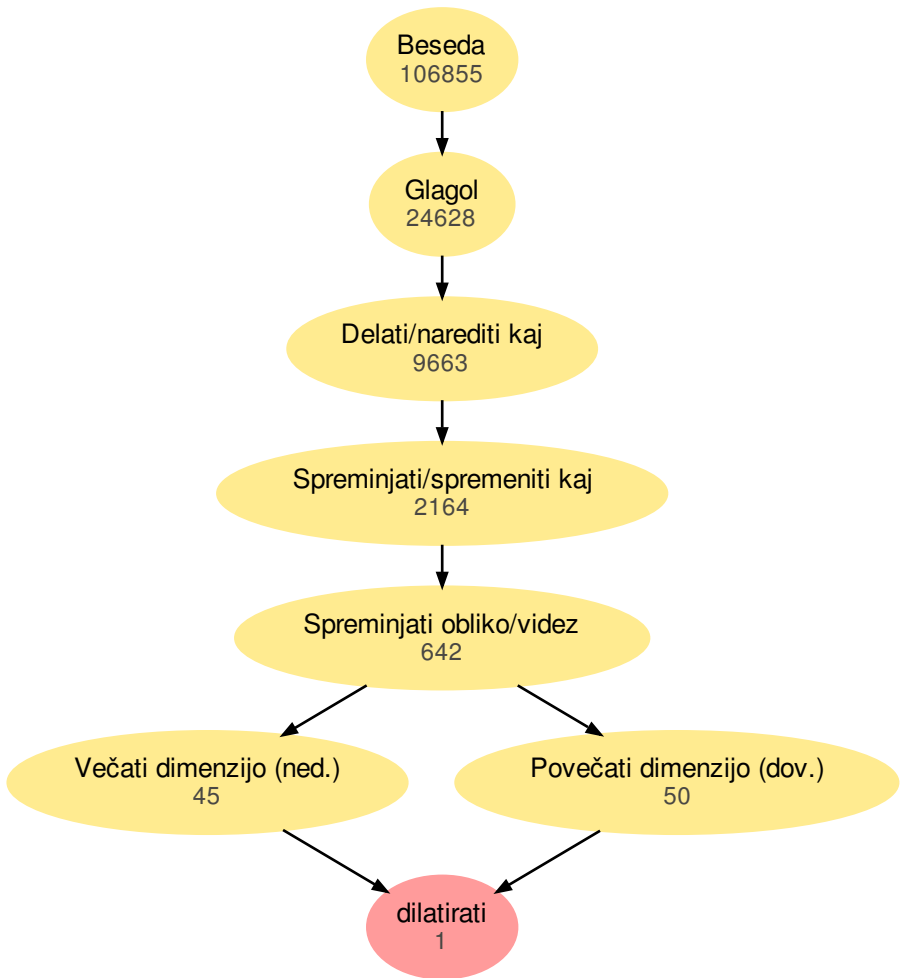 Beseda
106855
Glagol
24628
Delati/narediti kaj
9663
Spreminjati/spremeniti kaj
2164
Spreminjati obliko/videz
642
Večati dimenzijo (ned.)
45
Povečati dimenzijo (dov.)
50
dilatirati
1